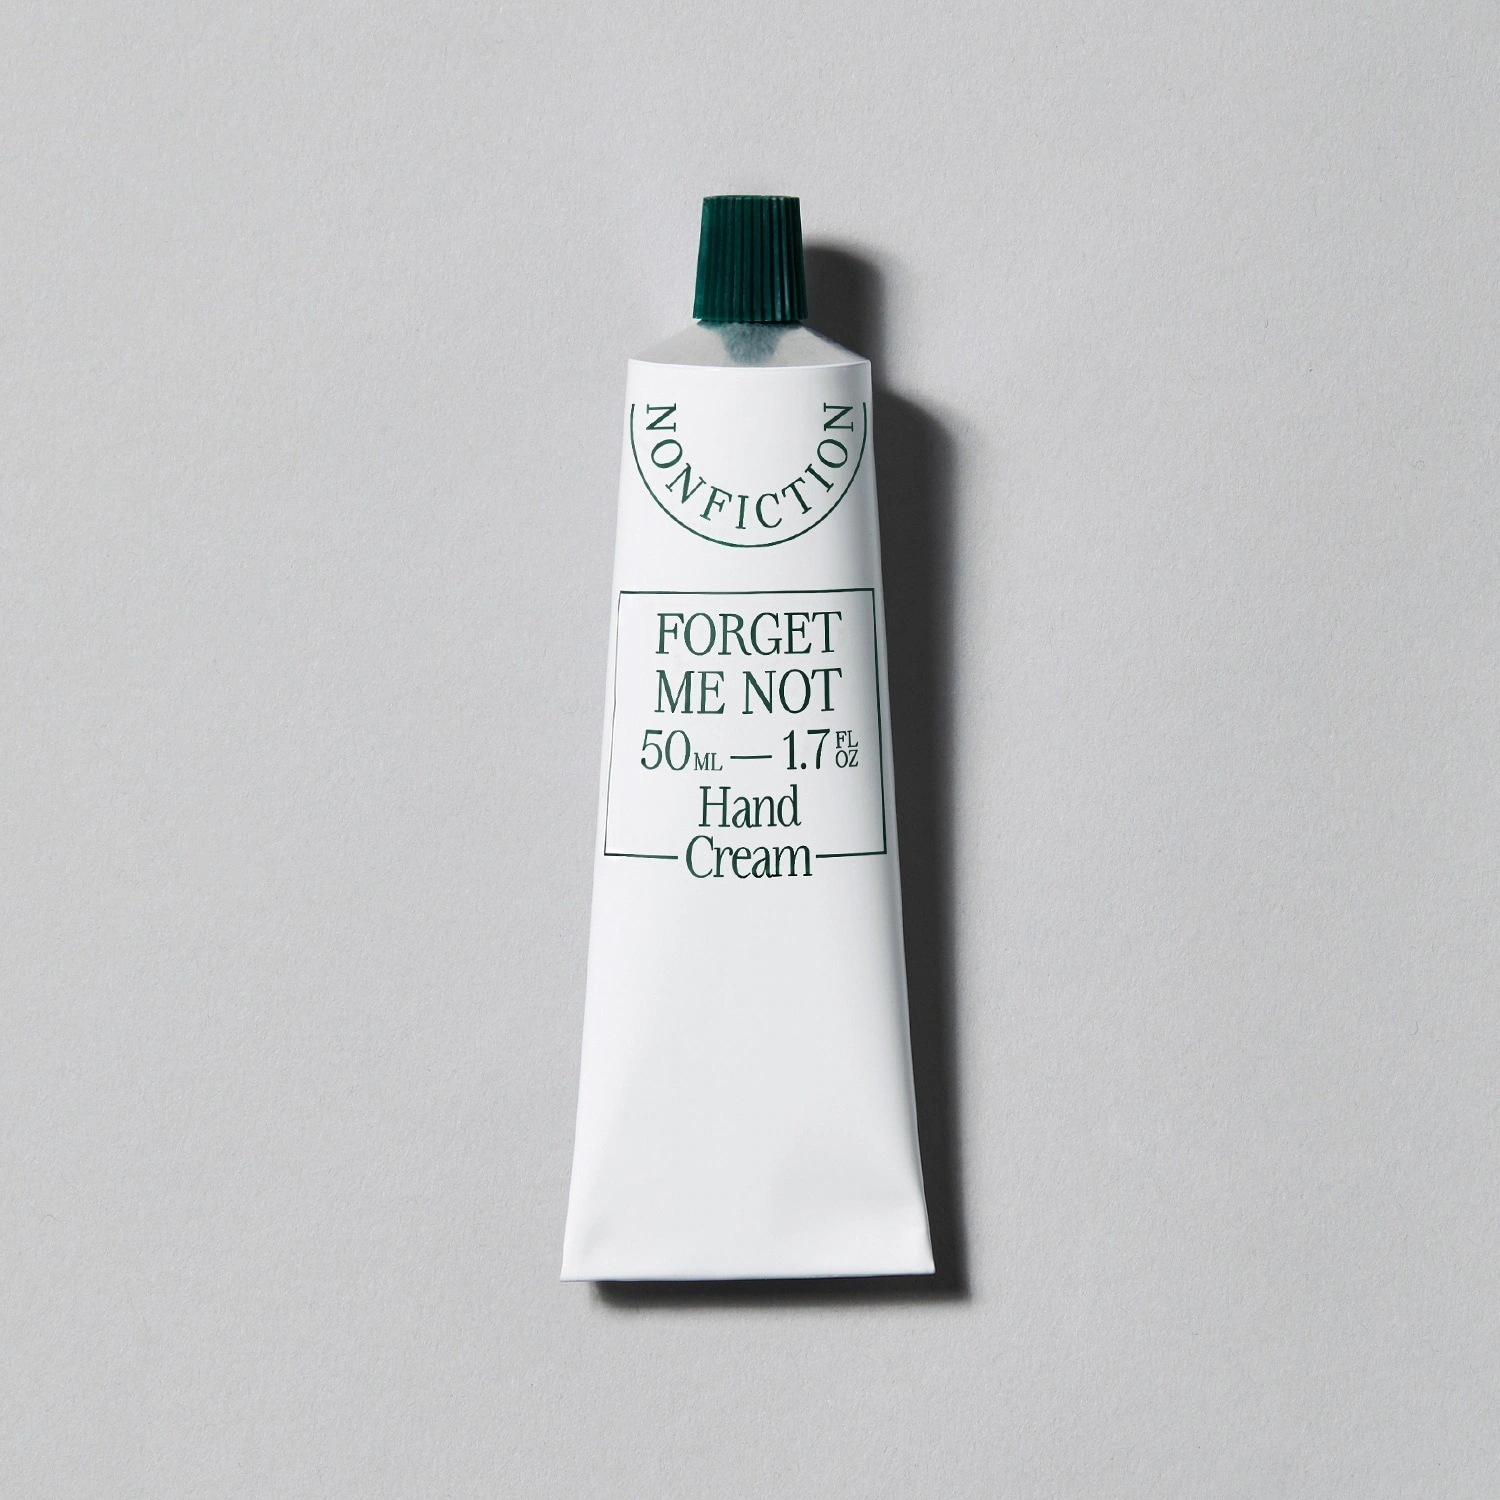 NONFICTION
FORGET
ME NOT
50ML — 1.7 FL OZ
Hand
Cream